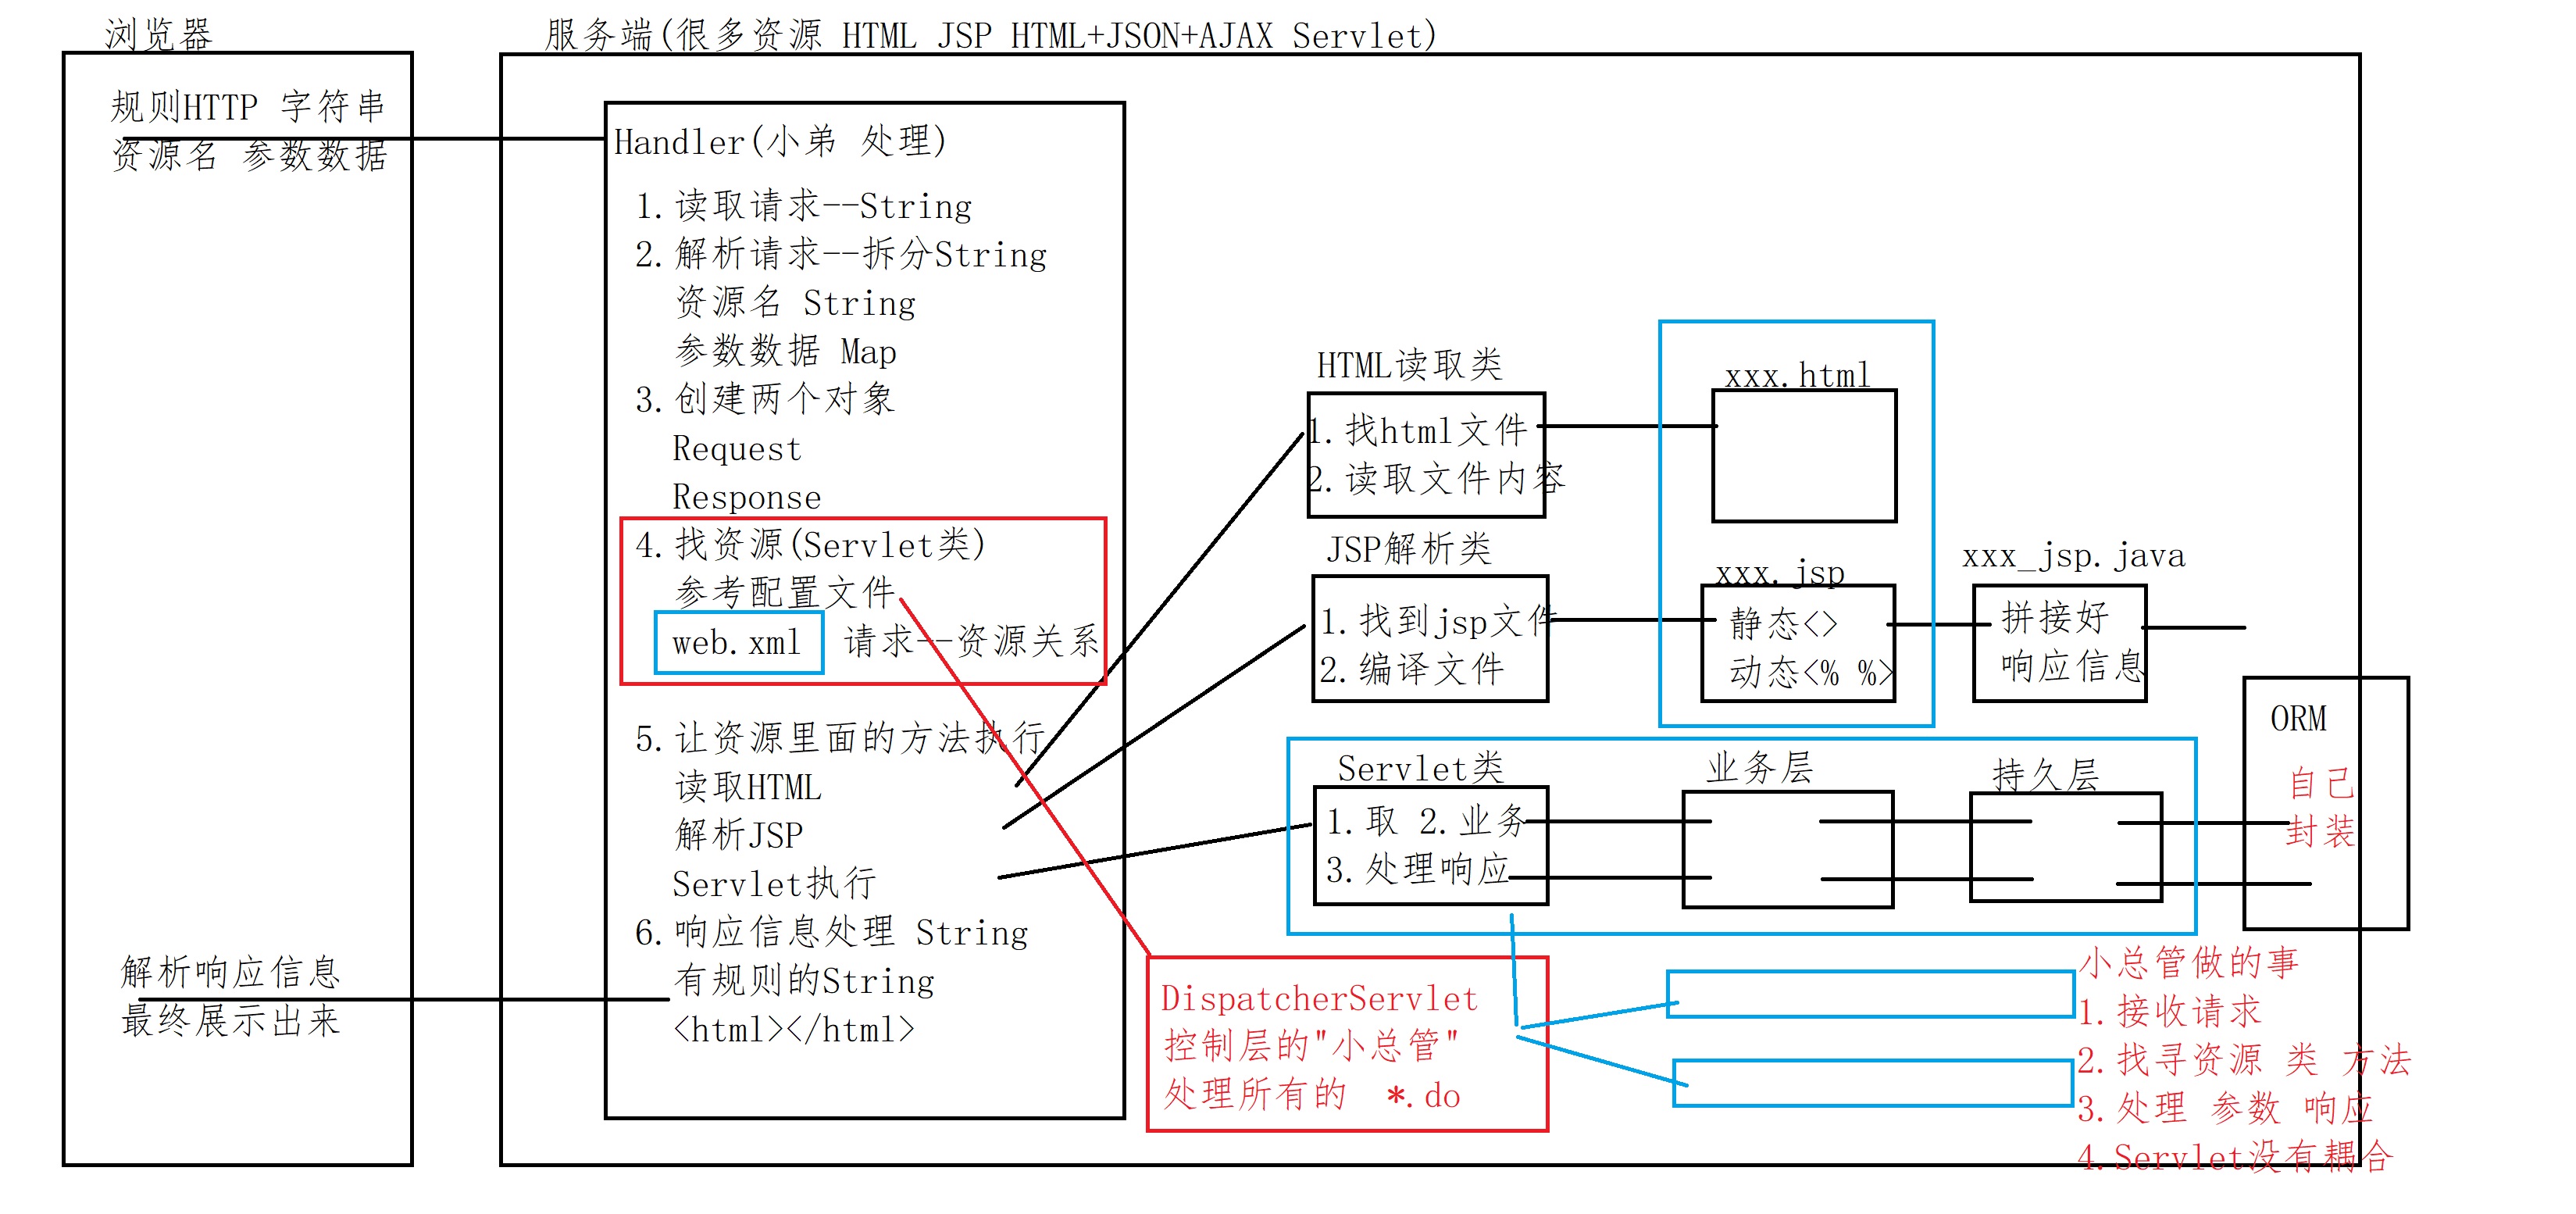 浏览器
规则HTTP 字符串
资源名 参数数据
解析响应信息
最终展示出来
服务端(很多资源 HTML JSP HTML+JSON+AJAX Servlet)
Handler(小弟 处理)
1.读取请求--String
2.解析请求--拆分String
资源名 String
参数数据 Map
3.创建两个对象
Request
Response
4.找资源(Servlet类)
参考配置文件
web.xml 请求--资源关系
5.让资源里面的方法执行
读取HTML
解析JSP
Servlet执行
6.响应信息处理 String
有规则的String
<html></html>
HTML读取类
1.找html文件
2.读取文件内容
xxx.html
JSP解析类
1.找到jsp文件
2.编译文件
xxx.jsp
静态<>
动态<% %>
xxx_jsp.java
拼接好
响应信息
Servlet类
1.取 2.业务
3.处理响应
业务层
持久层
ORM
自己
封装
DispatcherServlet
控制层的"小总管"
处理所有的 *.do
小总管做的事
1.接收请求
2.找寻资源 类 方法
3.处理 参数 响应
4.Servlet没有耦合